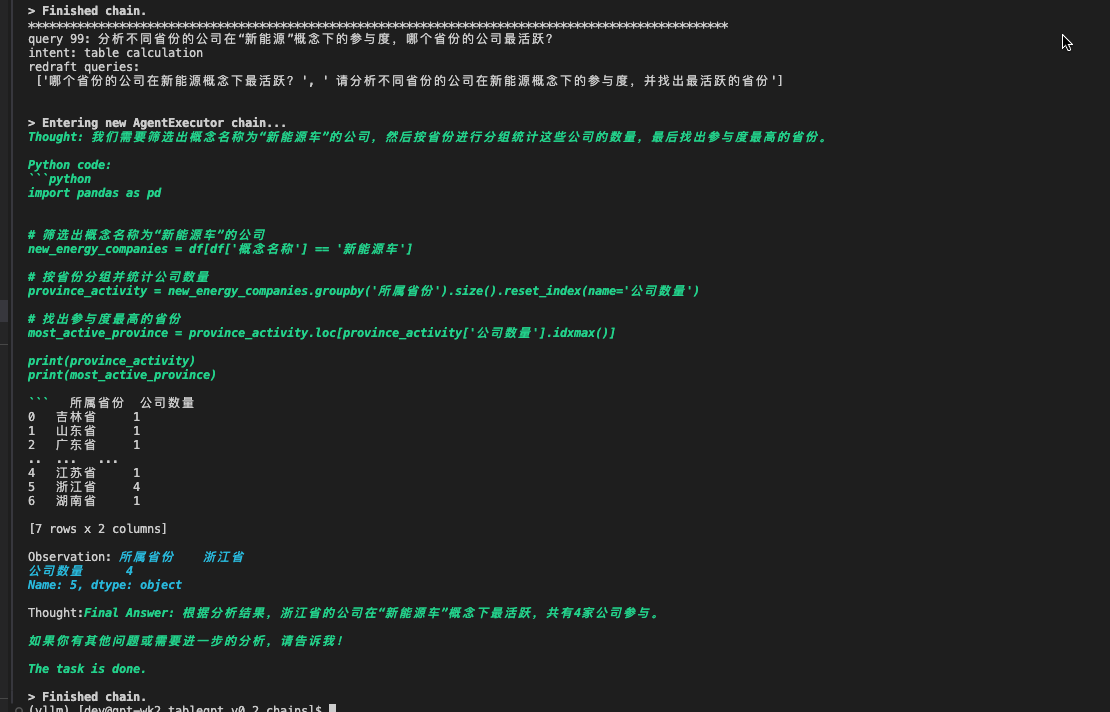 > Finished chain.
****************************************************************************************************
query 99: 分析不同省份的公司在“新能源”概念下的参与度，哪个省份的公司最活跃？
intent: table calculation
redraft queries:
['哪个省份的公司在新能源概念下最活跃？', ' 请分析不同省份的公司在新能源概念下的参与度，并找出最活跃的省份']
> Entering new AgentExecutor chain...
Thought: 我们需要筛选出概念名称为“新能源车”的公司，然后按省份进行分组统计这些公司的数量，最后找出参与度最高的省份。
Python code:
```python
import pandas as pd
# 筛选出概念名称为“新能源车”的公司
new_energy_companies = df[df['概念名称'] == '新能源车']
# 按省份分组并统计公司数量
province_activity = new_energy_companies.groupby('所属省份').size().reset_index(name='公司数量')
# 找出参与度最高的省份
most_active_province = province_activity.loc[province_activity['公司数量'].idxmax()]
print(province_activity)
print(most_active_province)
```   所属省份  公司数量
0   吉林省     1
1   山东省     1
2   广东省     1
..  ...   ...
4   江苏省     1
5   浙江省     4
6   湖南省     1
[7 rows x 2 columns]
Observation: 所属省份    浙江省
公司数量      4
Name: 5, dtype: object
Thought:Final Answer: 根据分析结果，浙江省的公司在“新能源车”概念下最活跃，共有4家公司参与。
如果你有其他问题或需要进一步的分析，请告诉我！
The task is done.
> Finished chain.
(vllm) [dev@gpt-wk2 tablegpt_v0.2_chains]$